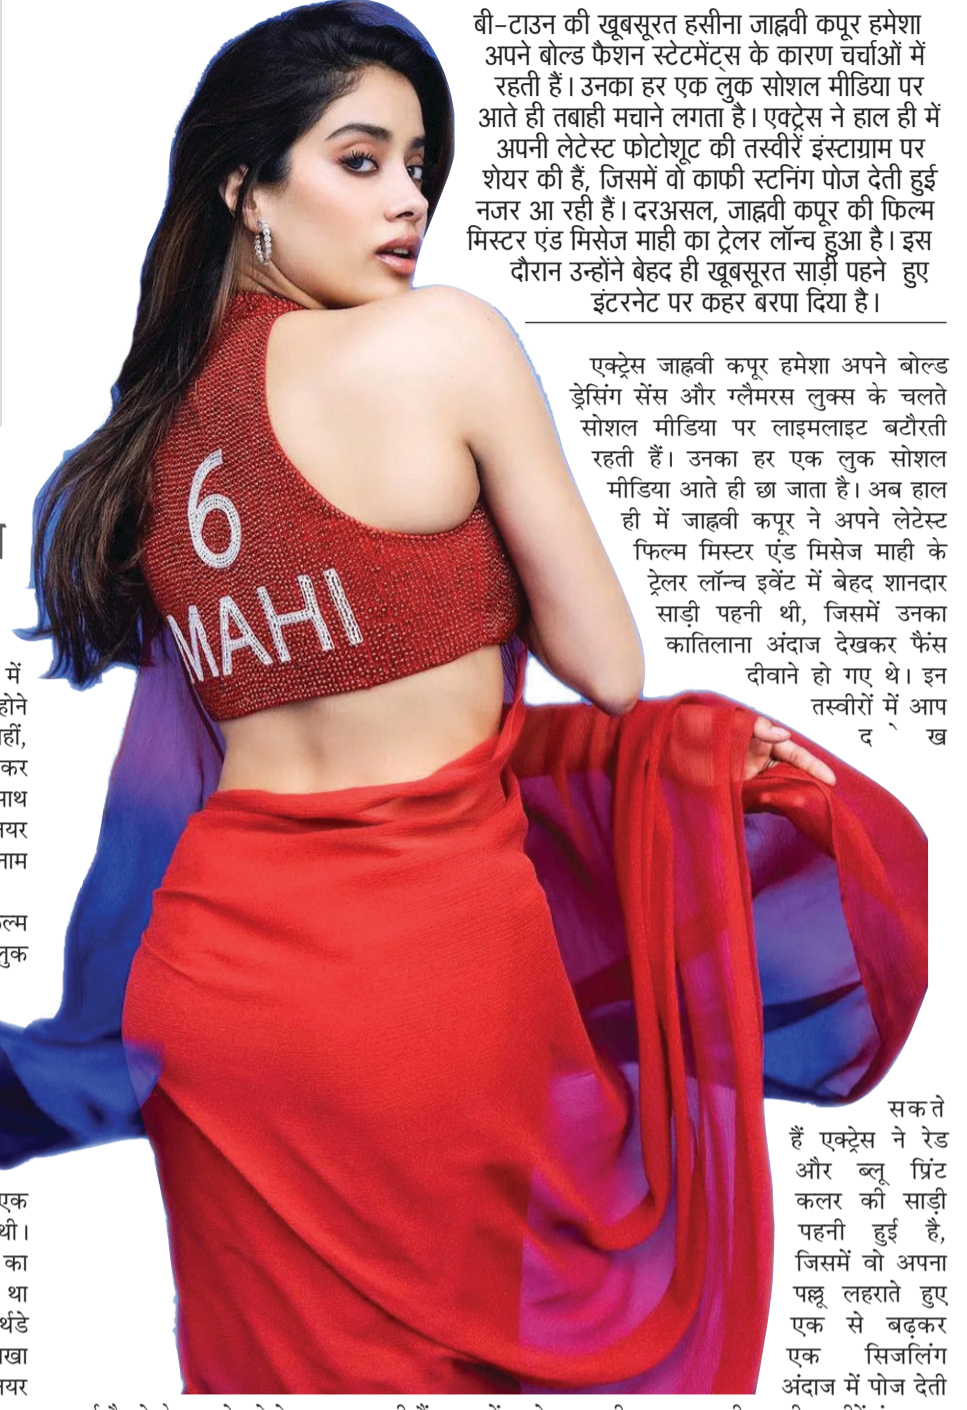 बी-टाउन की खूबसूरत हसीना जाह्नवी कपूर हमेशा
अपने बोल्ड फैशन स्टेटमेंट्स के कारण चर्चाओं में
रहती हैं। उनका हर एक लुक सोशल मीडिया पर
आते ही तबाही मचाने लगता है। एक्ट्रेस ने हाल ही में
अपनी लेटेस्ट फोटोशूट की तस्वीरें इंस्टाग्राम पर
शेयर की हैं, जिसमें वो काफी स्टनिंग पोज देती हुई
नजर आ रही हैं। दरअसल, जाह्नवी कपूर की फिल्म
मिस्टर एंड मिसेज माही का ट्रेलर लॉन्च हुआ है। इस
दौरान उन्होंने बेहद ही खूबसूरत साड़ी पहने हुए
इंटरनेट पर कहर बरपा दिया है।
एक्ट्रेस जाह्नवी कपूर हमेशा अपने बोल्ड
ड्रेसिंग सेंस और ग्लैमरस लुक्स के चलते
सोशल मीडिया पर लाइमलाइट बटौरती
रहती हैं। उनका हर एक लुक सोशल
मीडिया आते ही छा जाता है। अब हाल
ही में जाह्नवी कपूर ने अपने लेटेस्ट
फिल्म मिस्टर एंड मिसेज माही के
ट्रेलर लॉन्च इवेंट में बेहद शानदार
साड़ी पहनी थी, जिसमें उनका
कातिलाना अंदाज देखकर फैंस
दीवाने हो गए थे। इन
तस्वीरों में आप
दे ख
सकते
हैं एक्ट्रेस ने रेड
और ब्लू प्रिंट
कलर की साड़ी
पहनी हुई है,
जिसमें वो अपना
पल्लू लहराते हुए
एक से बढ़कर
एक सिजलिंग
अंदाज में पोज देती
6
MAHI
में
होने
कर
नाम
लुक
एक
थी।
का
था